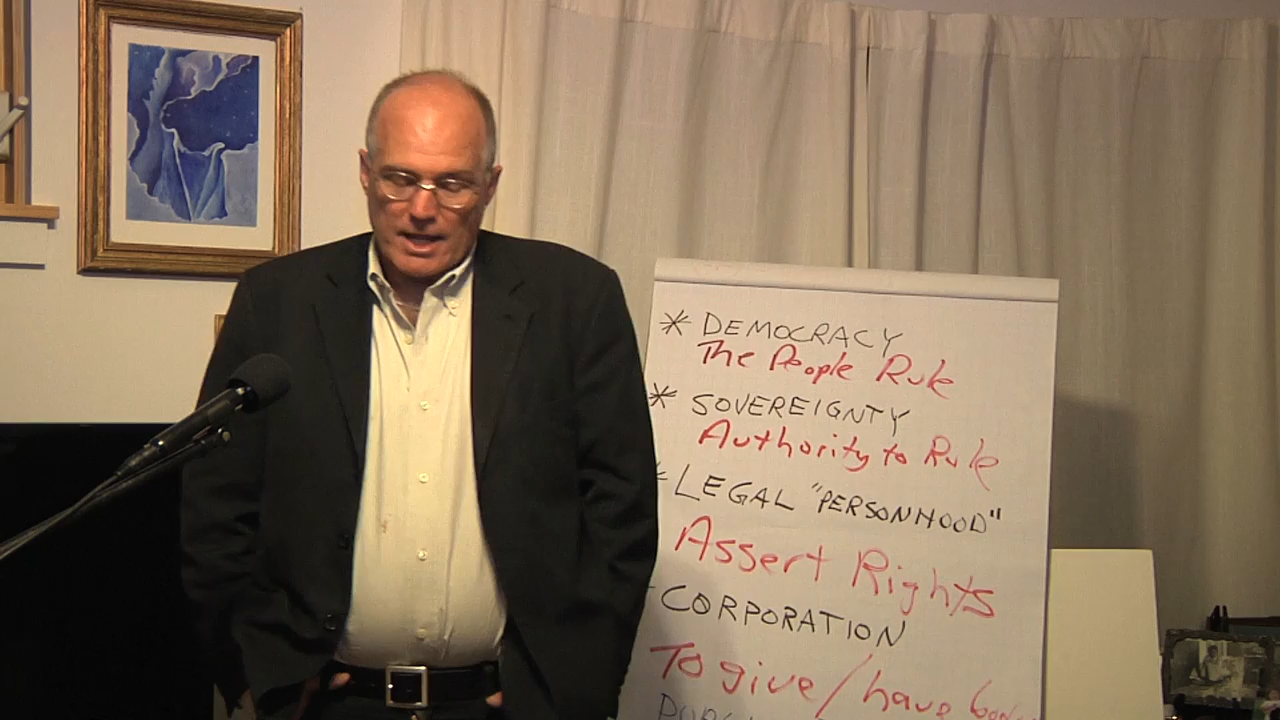 * DEMOCRACY
The People Rule
* SOVEREIGNTY
Authority to Rule
* LEGAL "PERSONHOOD"
Assert Rights
CORPORATION
To give/have